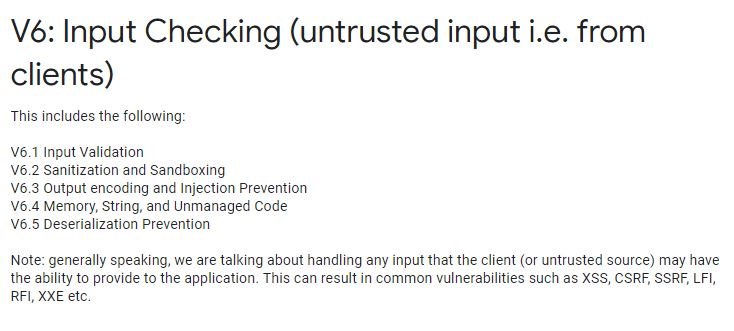 V6: Input Checking (untrusted input i.e. from
clients)
This includes the following:
V6.1 Input Validation
V6.2 Sanitization and Sandboxing
V6.3 Output encoding and Injection Prevention
V6.4 Memory, String, and Unmanaged Code
V6.5 Deserialization Prevention
Note: generally speaking, we are talking about handling any input that the client (or untrusted source) may have
the ability to provide to the application. This can result in common vulnerabilities such as XSS, CSRF, SSRF, LFI,
RFI, XXE etc.